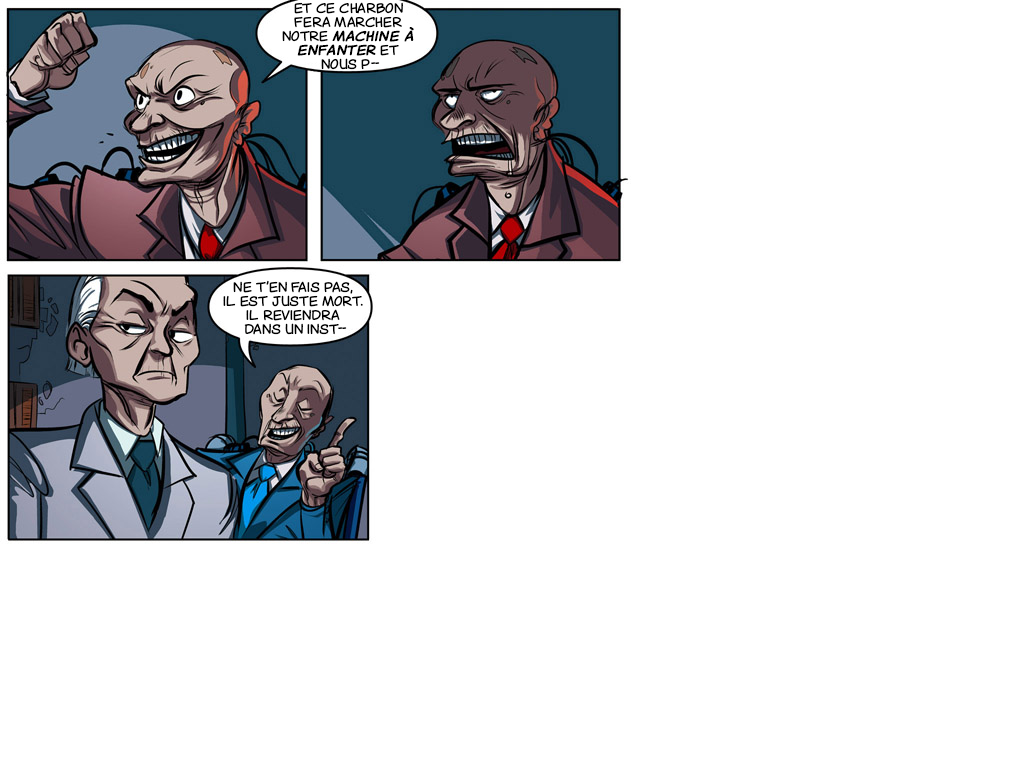 ET CE CHARBON
FERA MARCHER
NOTRE MACHINE À
ENFANTER ET
NOUS P--
NE T'EN FAIS PAS,
IL EST JUSTE MORT.
IL REVIENDRA
DANS UN INST--